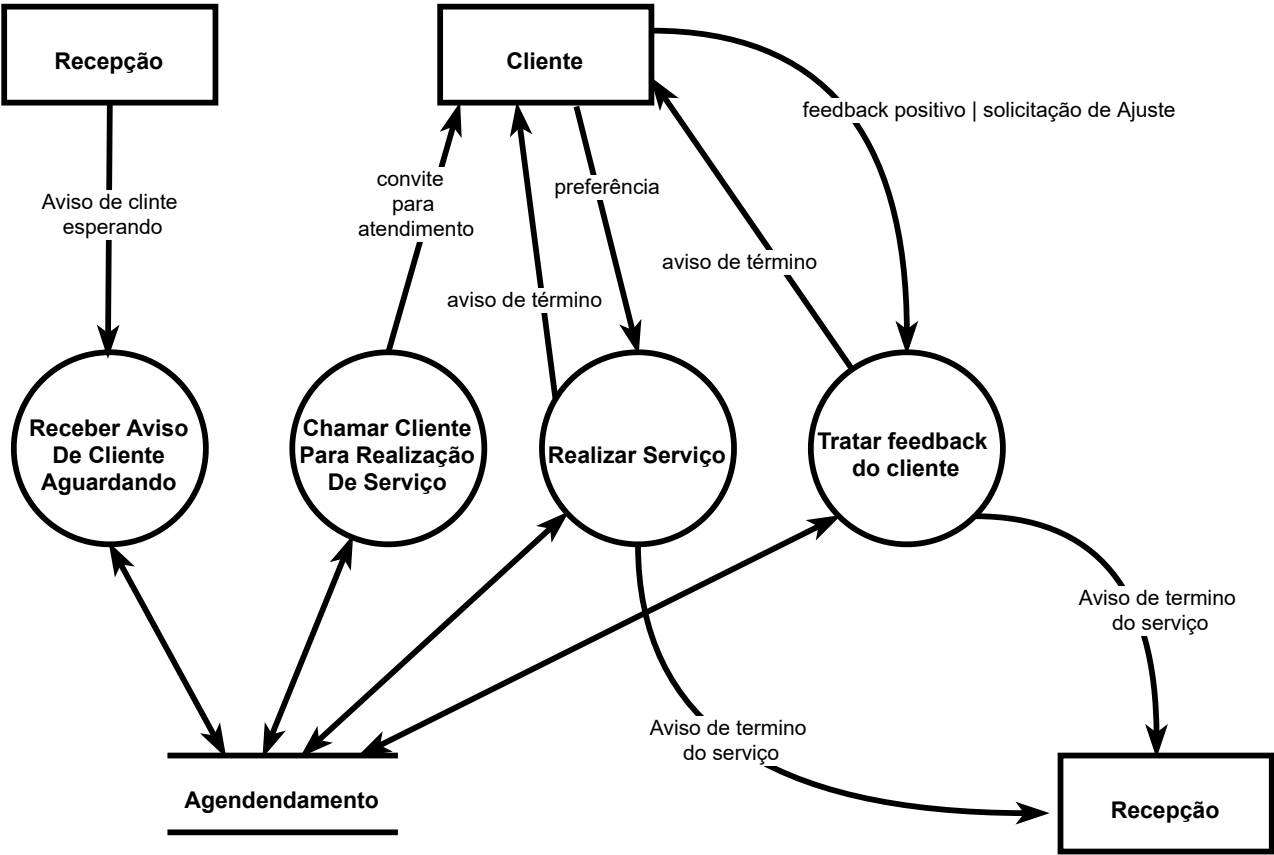 Recepção
Cliente
feedback positivo | solicitação de Ajuste
Aviso de clinte
esperando
convite
para
atendimento
preferência
aviso de término
aviso de término
Receber Aviso
De Cliente
Aguardando
Chamar Cliente
Para Realização
De Serviço
Realizar Serviço
Tratar feedback
do cliente
Aviso de termino
do serviço
Aviso de termino
do serviço
Agendendamento
Recepção